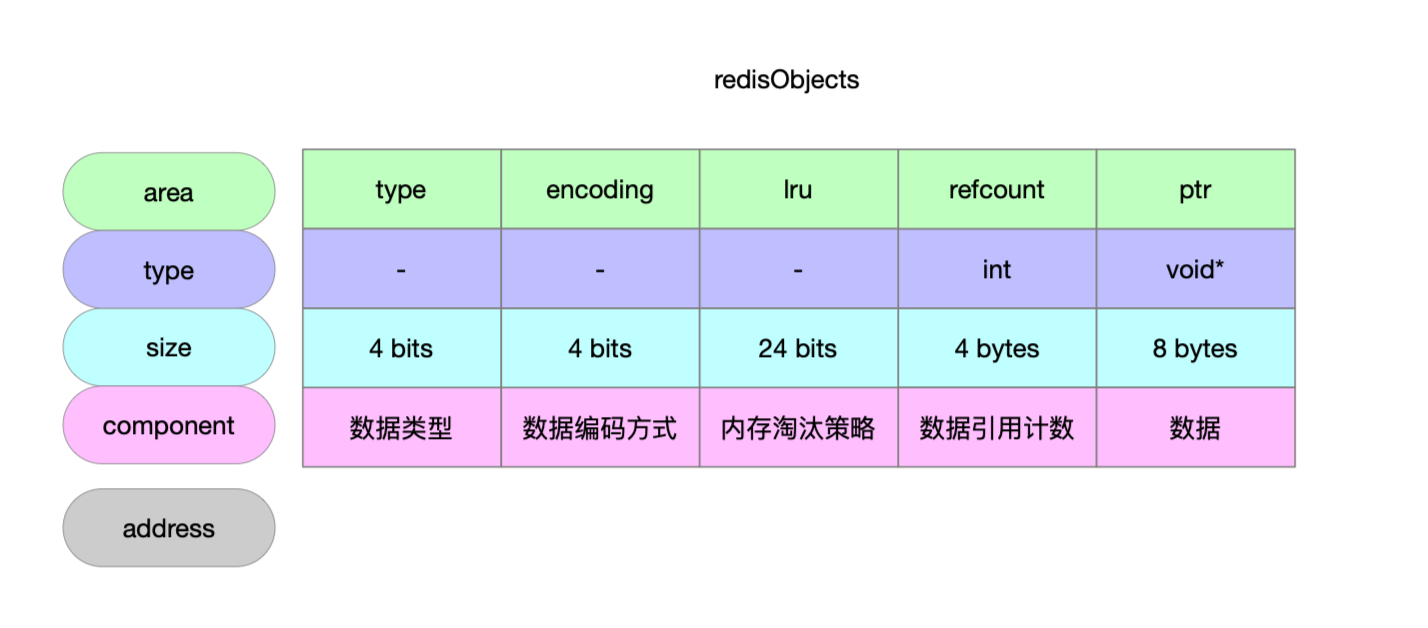 redisObjects
area type encoding lru refcount ptr
type - - - int void*
size 4 bits 4 bits 24 bits 4 bytes 8 bytes
component 数据类型 数据编码方式 内存淘汰策略 数据引用计数 数据
address